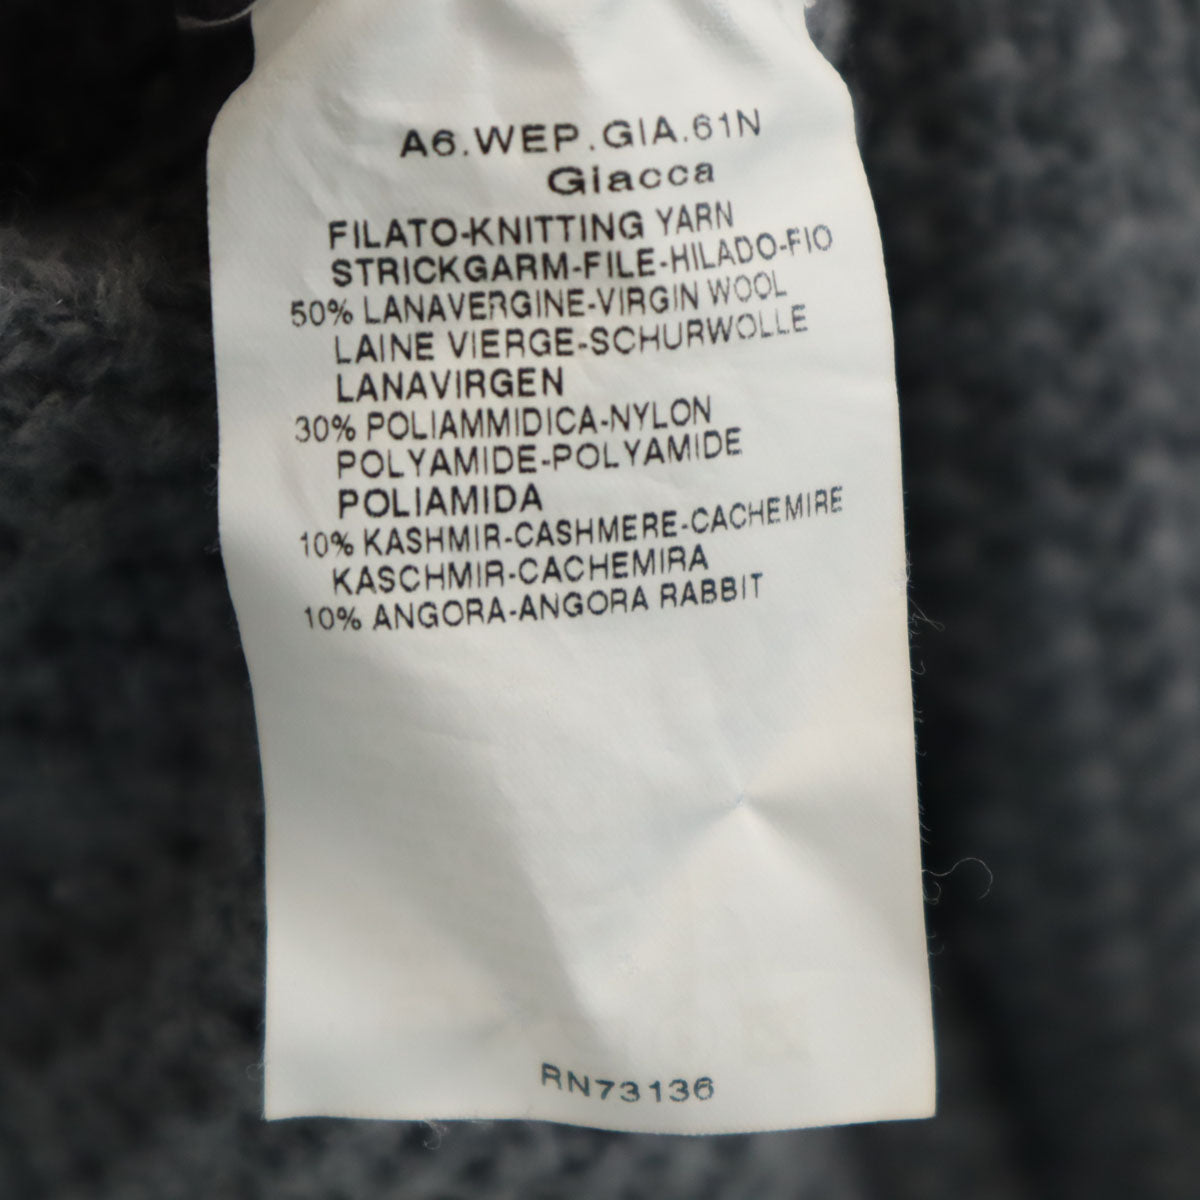 A6.WEP.GIA.61N
Giacca
FILATO-KNITTING YARN
STRICKGARM-FILE-HILADO-FIO
50% LANAVERGINE-VIRGIN WOOL
LAINE VIERGE-SCHURWOLLE
LANAVIRGEN
30% POLIAMMIDICA-NYLON
POLYAMIDE-POLYAMIDE
POLIAMIDA
10% KASHMIR-CASHMERE-CACHEMIRE
KASCHMIR-CACHEMIRA
10% ANGORA-ANGORA RABBIT
RN73136